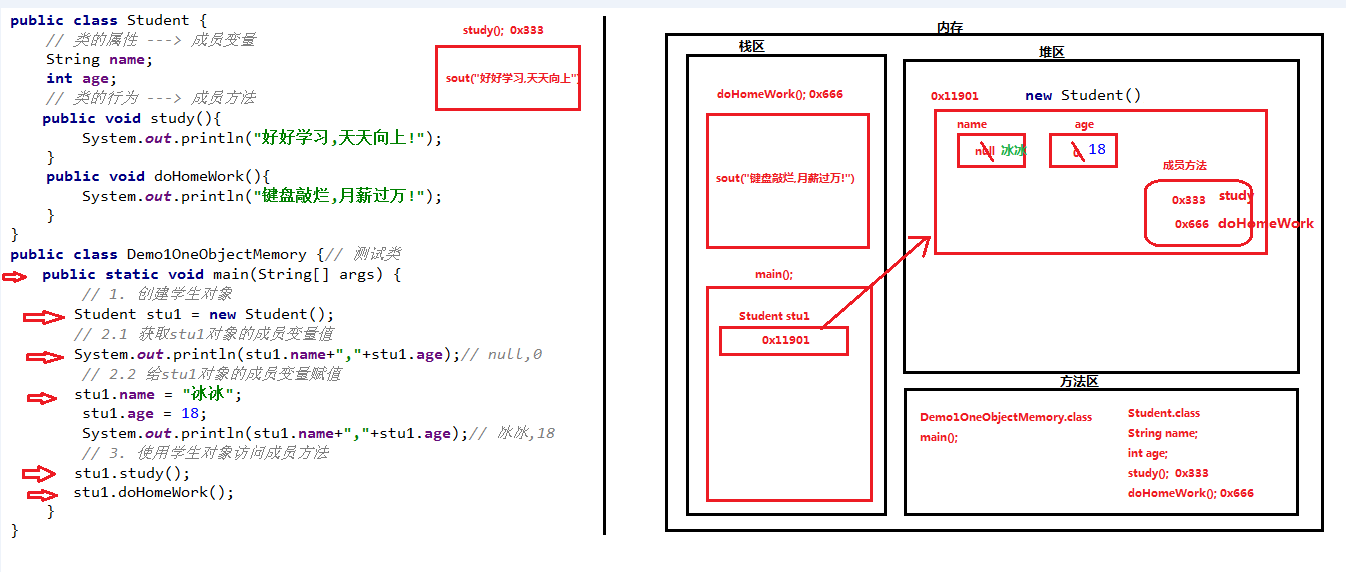 public class Student {
// 类的属性 ---> 成员变量
String name;
int age;
// 类的行为 ---> 成员方法
public void study(){
System.out.println("好好学习,天天向上!");
}
public void doHomeWork(){
System.out.println("键盘敲烂,月薪过万!");
}
}
public class Demo1OneObjectMemory {// 测试类
public static void main(String[] args) {
// 1. 创建学生对象
Student stu1 = new Student();
// 2.1 获取stu1对象的成员变量值
System.out.println(stu1.name+","+stu1.age);// null,0
// 2.2 给stu1对象的成员变量赋值
stu1.name = "冰冰";
stu1.age = 18;
System.out.println(stu1.name+","+stu1.age);// 冰冰,18
// 3. 使用学生对象访问成员方法
stu1.study();
stu1.doHomeWork();
}
}
study(); 0x333
sout("好好学习,天天向上")
内存
栈区
doHomeWork(); 0x666
sout("键盘敲烂,月薪过万!")
main();
Student stu1
0x11901
堆区
0x11901 new Student()
name age
null 冰冰 0 18
成员方法
0x333 study
0x666 doHomeWork
方法区
Demo1OneObjectMemory.class
main();
Student.class
String name;
int age;
study(); 0x333
doHomeWork(); 0x666